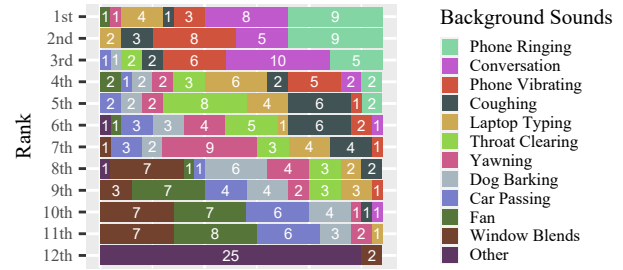 Background Sounds
Rank
1st 1 1 4 1 3 8 9
2nd 2 3 8 5 9
3rd 1 1 2 2 6 10 5
4th 2 1 2 2 3 6 2 5 2 2
5th 2 2 2 8 4 6 1 2
6th 1 1 3 3 4 5 1 6 2 1
7th 1 3 2 9 3 4 4 1
8th 1 7 1 1 6 4 3 2 2
9th 3 7 4 4 2 3 3 1
10th 7 7 6 4 1 1 1
11th 7 8 6 3 2 1
12th 25 2
Phone Ringing
Conversation
Phone Vibrating
Coughing
Laptop Typing
Throat Clearing
Yawning
Dog Barking
Car Passing
Fan
Window Blends
Other